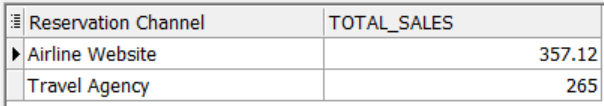 Reservation Channel TOTAL_SALES
Airline Website 357.12
Travel Agency 265